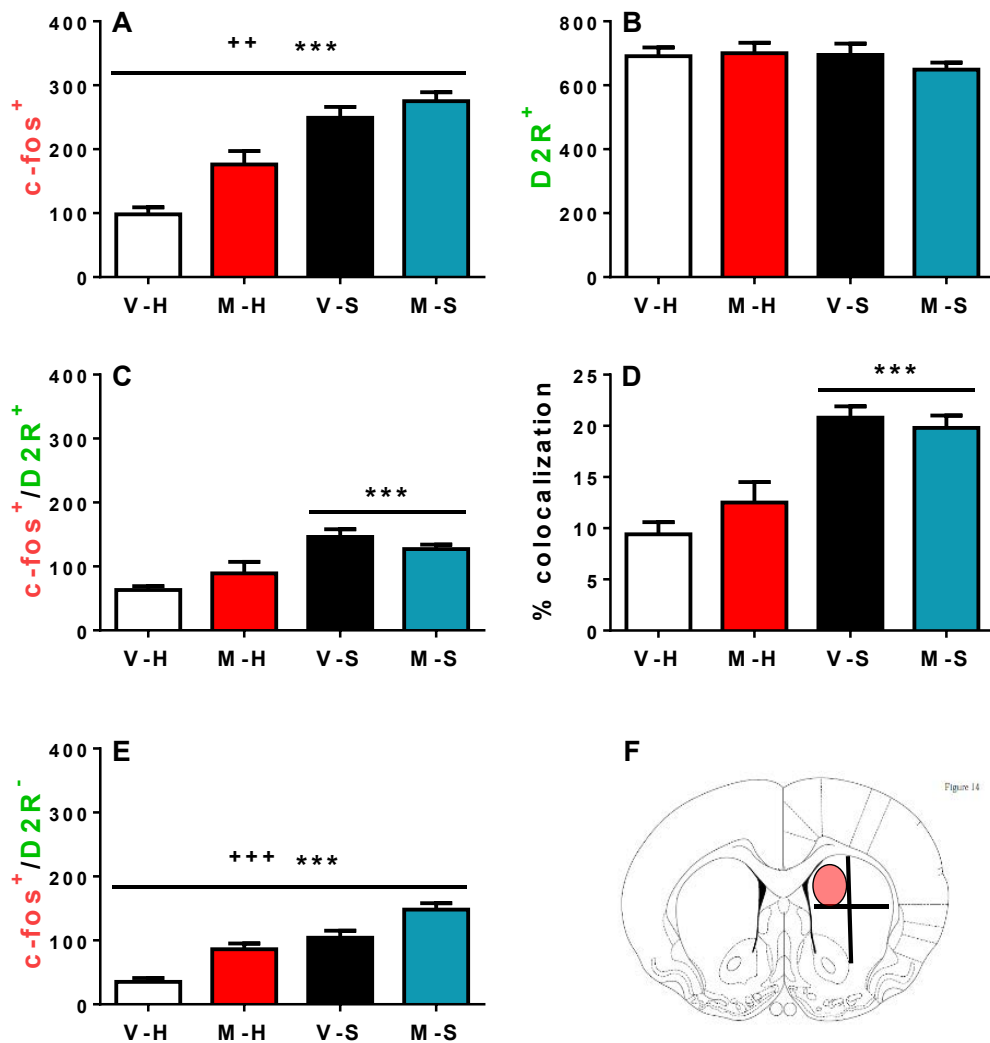 A
++ ***
c-fos+
400
300
200
100
0
V-H M-H V-S M-S
B
D2R+
800
600
400
200
0
V-H M-H V-S M-S
C
***
c-fos+/D2R+
400
300
200
100
0
V-H M-H V-S M-S
D
***
% colocalization
25
20
15
10
5
0
V-H M-H V-S M-S
E
+++ ***
c-fos+/D2R-
400
300
200
100
0
V-H M-H V-S M-S
F
Figure 14